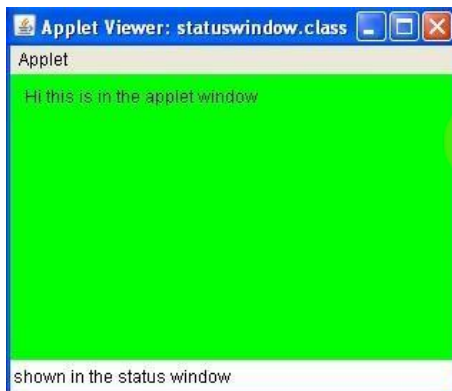 Applet Viewer: statuswindow.class
Applet
Hi this is in the applet window
shown in the status window